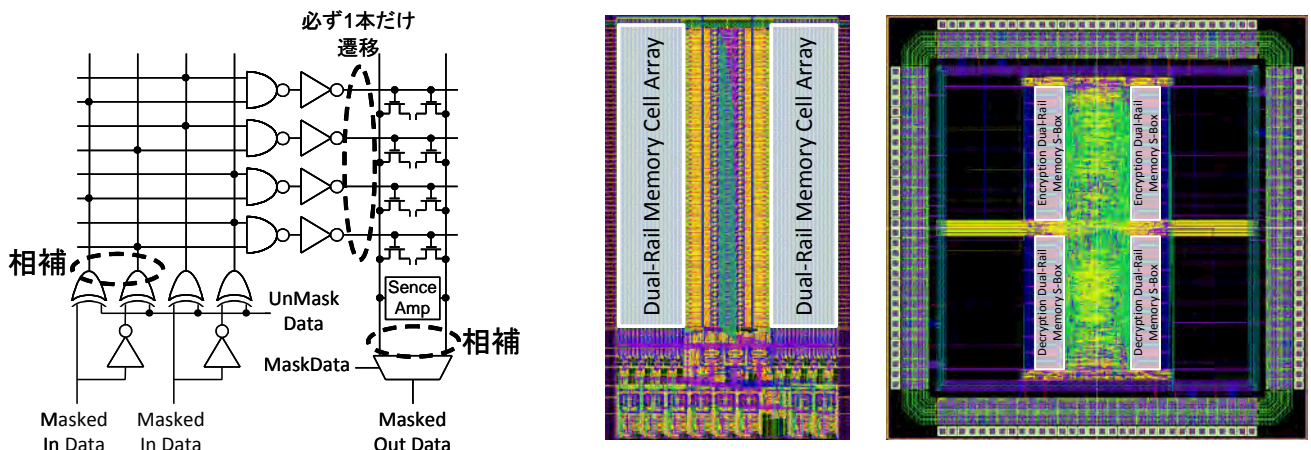 必ず1本だけ
遷移
相補
UnMask
Data
Sence
Amp
相補
MaskData
Masked
In Data
Masked
In Data
Masked
Out Data
Dual-Rail Memory Cell Array
Dual-Rail Memory Cell Array
Encryption Dual-Rail
Memory S-Box
Encryption Dual-Rail
Memory S-Box
Decryption Dual-Rail
Memory S-Box
Decryption Dual-Rail
Memory S-Box